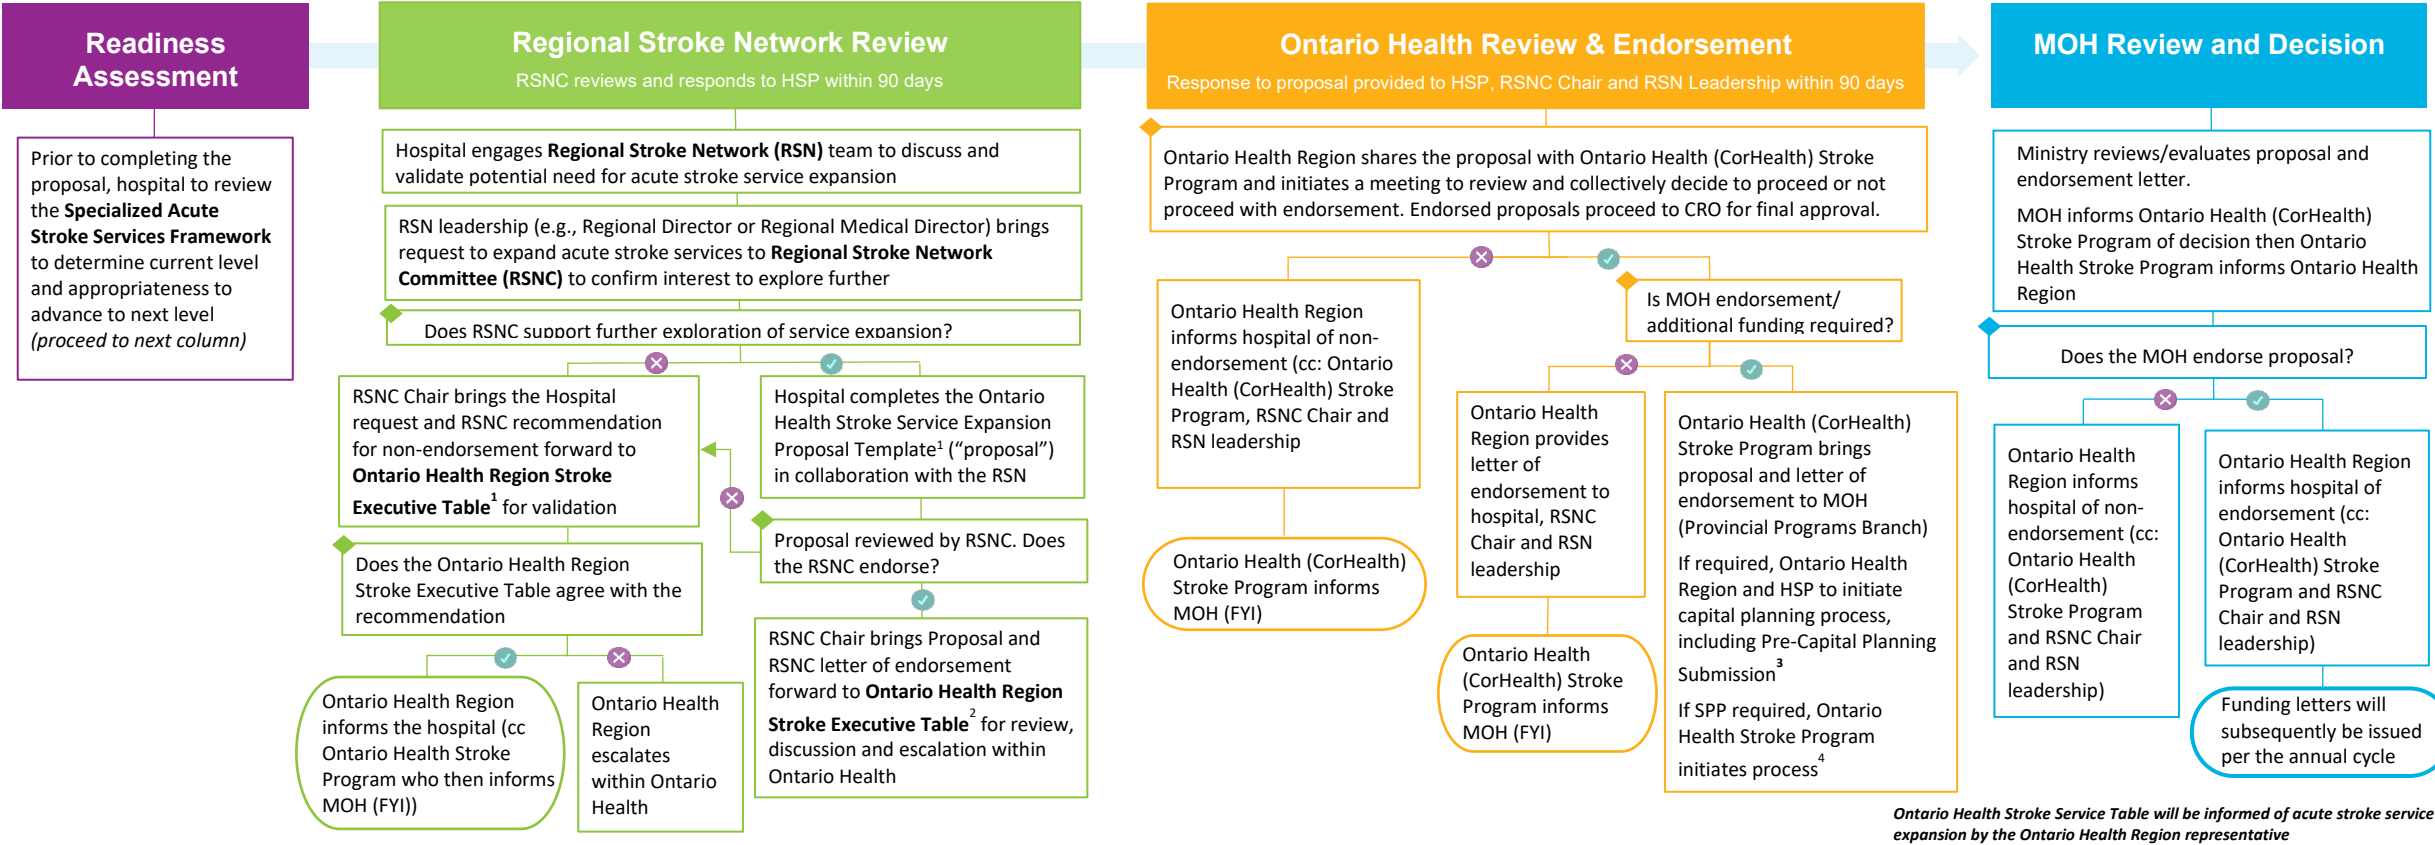 Readiness
Assessment
Prior to completing the
proposal, hospital to review
the Specialized Acute
Stroke Services Framework
to determine current level
and appropriateness to
advance to next level
(proceed to next column)
Regional Stroke Network Review
RSNC reviews and responds to HSP within 90 days
Hospital engages Regional Stroke Network (RSN) team to discuss and
validate potential need for acute stroke service expansion
RSN leadership (e.g., Regional Director or Regional Medical Director) brings
request to expand acute stroke services to Regional Stroke Network
Committee (RSNC) to confirm interest to explore further
Does RSNC support further exploration of service expansion?
RSNC Chair brings the Hospital
request and RSNC recommendation
for non-endorsement forward to
Ontario Health Region Stroke
Executive Table1 for validation
Does the Ontario Health Region
Stroke Executive Table agree with the
recommendation
Ontario Health Region
informs the hospital (cc
Ontario Health Stroke
Program who then informs
MOH (FYI))
Ontario Health
Region
escalates
within Ontario
Health
Hospital completes the Ontario
Health Stroke Service Expansion
Proposal Template1 (“proposal”)
in collaboration with the RSN
Proposal reviewed by RSNC. Does
the RSNC endorse?
RSNC Chair brings Proposal and
RSNC letter of endorsement
forward to Ontario Health Region
Stroke Executive Table2 for review,
discussion and escalation within
Ontario Health
Ontario Health Review & Endorsement
Response to proposal provided to HSP, RSNC Chair and RSN Leadership within 90 days
Ontario Health Region shares the proposal with Ontario Health (CorHealth) Stroke
Program and initiates a meeting to review and collectively decide to proceed or not
proceed with endorsement. Endorsed proposals proceed to CRO for final approval.
Ontario Health Region
informs hospital of non-
endorsement (cc: Ontario
Health (CorHealth) Stroke
Program, RSNC Chair and
RSN leadership
Ontario Health (CorHealth)
Stroke Program informs
MOH (FYI)
Is MOH endorsement/
additional funding required?
Ontario Health
Region provides
letter of
endorsement to
hospital, RSNC
Chair and RSN
leadership
Ontario Health
(CorHealth) Stroke
Program informs
MOH (FYI)
Ontario Health (CorHealth)
Stroke Program brings
proposal and letter of
endorsement to MOH
(Provincial Programs Branch)
If required, Ontario Health
Region and HSP to initiate
capital planning process,
including Pre-Capital Planning
Submission3
If SPP required, Ontario
Health Stroke Program
initiates process4
MOH Review and Decision
Ministry reviews/evaluates proposal and
endorsement letter.
MOH informs Ontario Health (CorHealth)
Stroke Program of decision then Ontario
Health Stroke Program informs Ontario Health
Region
Does the MOH endorse proposal?
Ontario Health
Region informs
hospital of non-
endorsement (cc:
Ontario Health
(CorHealth)
Stroke Program
and RSNC Chair
and RSN
leadership)
Ontario Health Region
informs hospital of
endorsement (cc:
Ontario Health
(CorHealth) Stroke
Program and RSNC
Chair and RSN
leadership)
Funding letters will
subsequently be issued
per the annual cycle
Ontario Health Stroke Service Table will be informed of acute stroke service
expansion by the Ontario Health Region representative